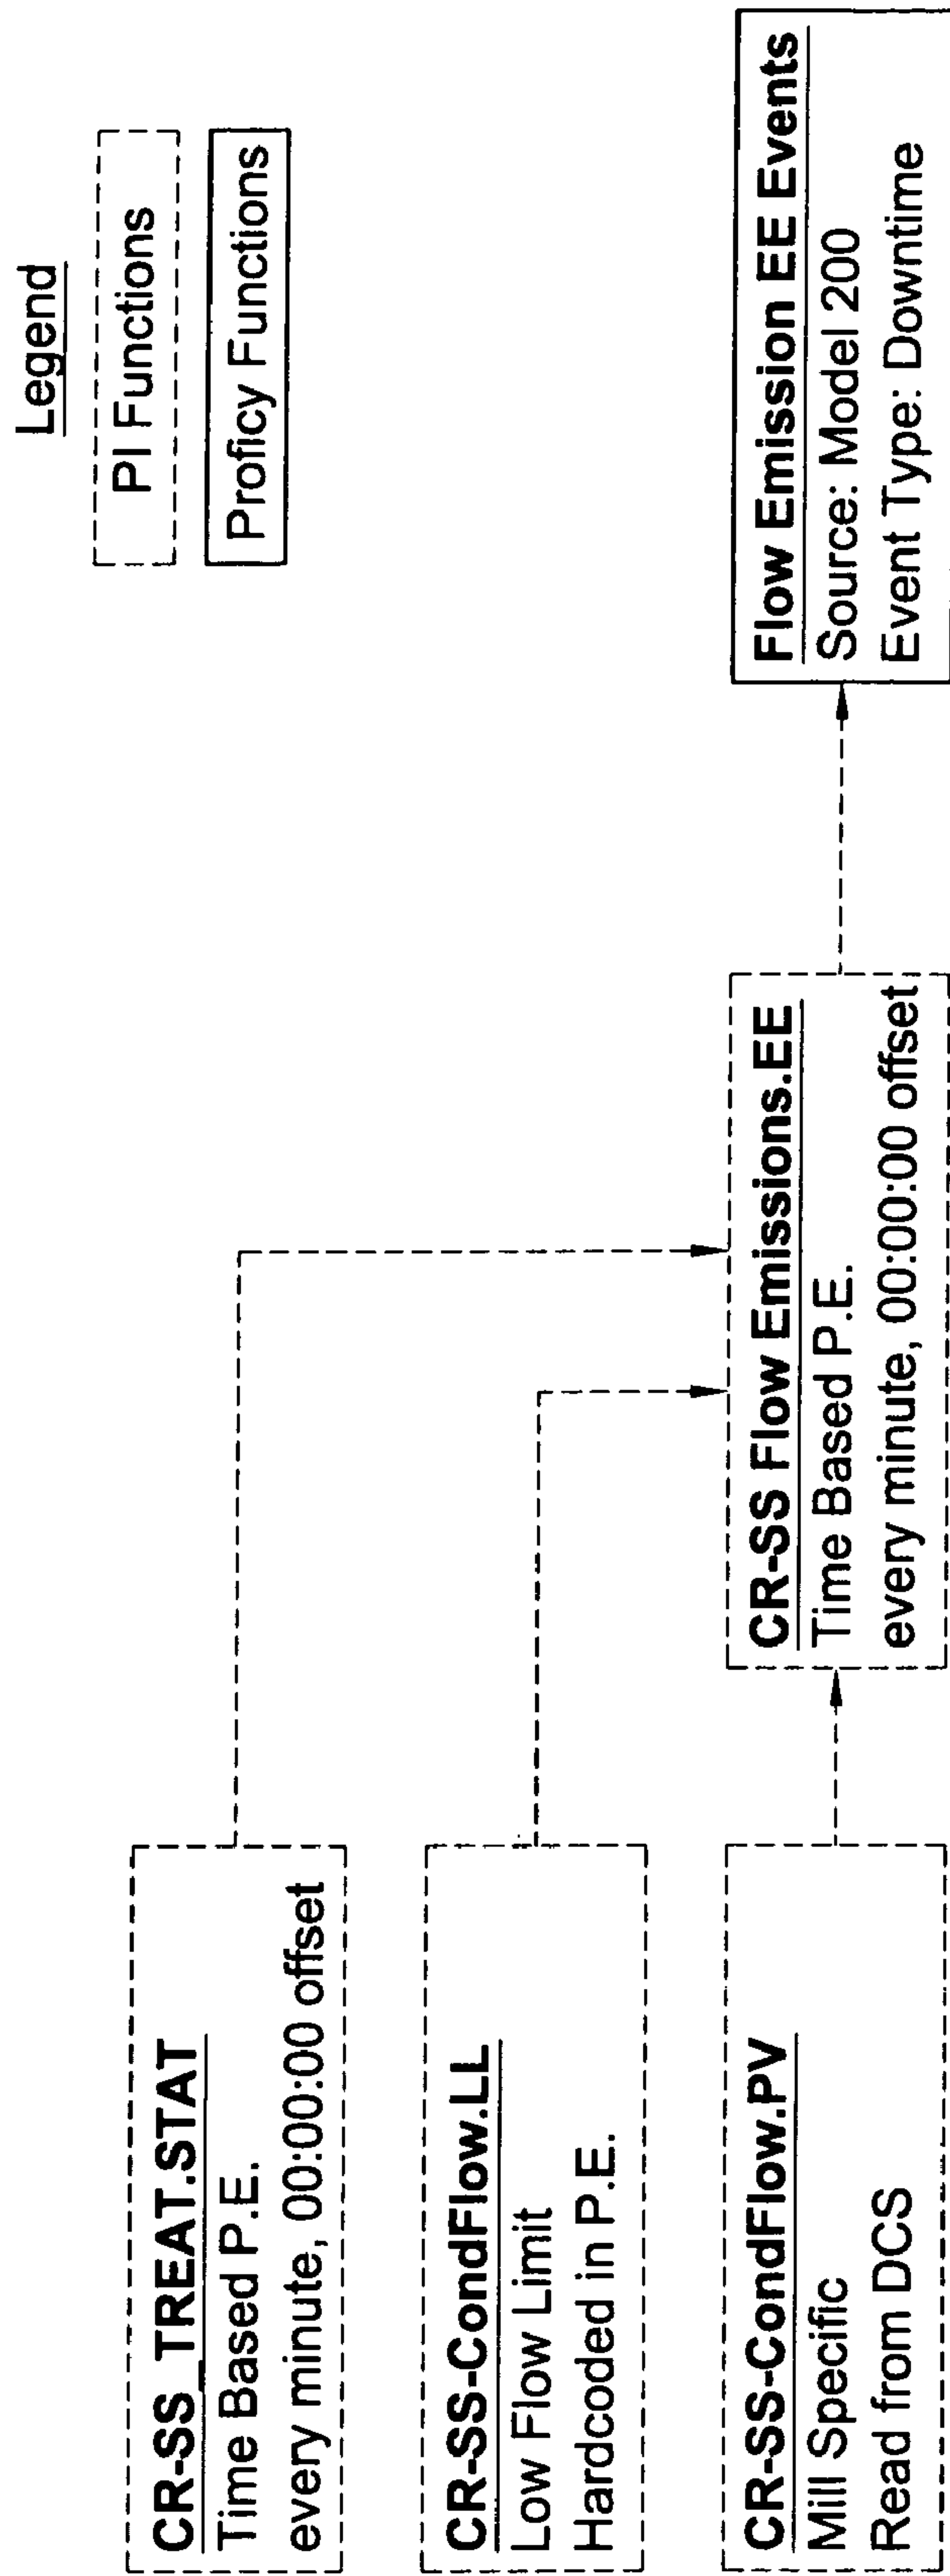 Legend
PI Functions
Proficy Functions
CR-SS_TREAT.STAT
Time Based P.E.
every minute, 00:00:00 offset
CR-SS-CondFlow.LL
Low Flow Limit
Hardcoded in P.E.
CR-SS-CondFlow.PV
Mill Specific
Read from DCS
CR-SS Flow Emissions.EE
Time Based P.E.
every minute, 00:00:00 offset
Flow Emission EE Events
Source: Model 200
Event Type: Downtime